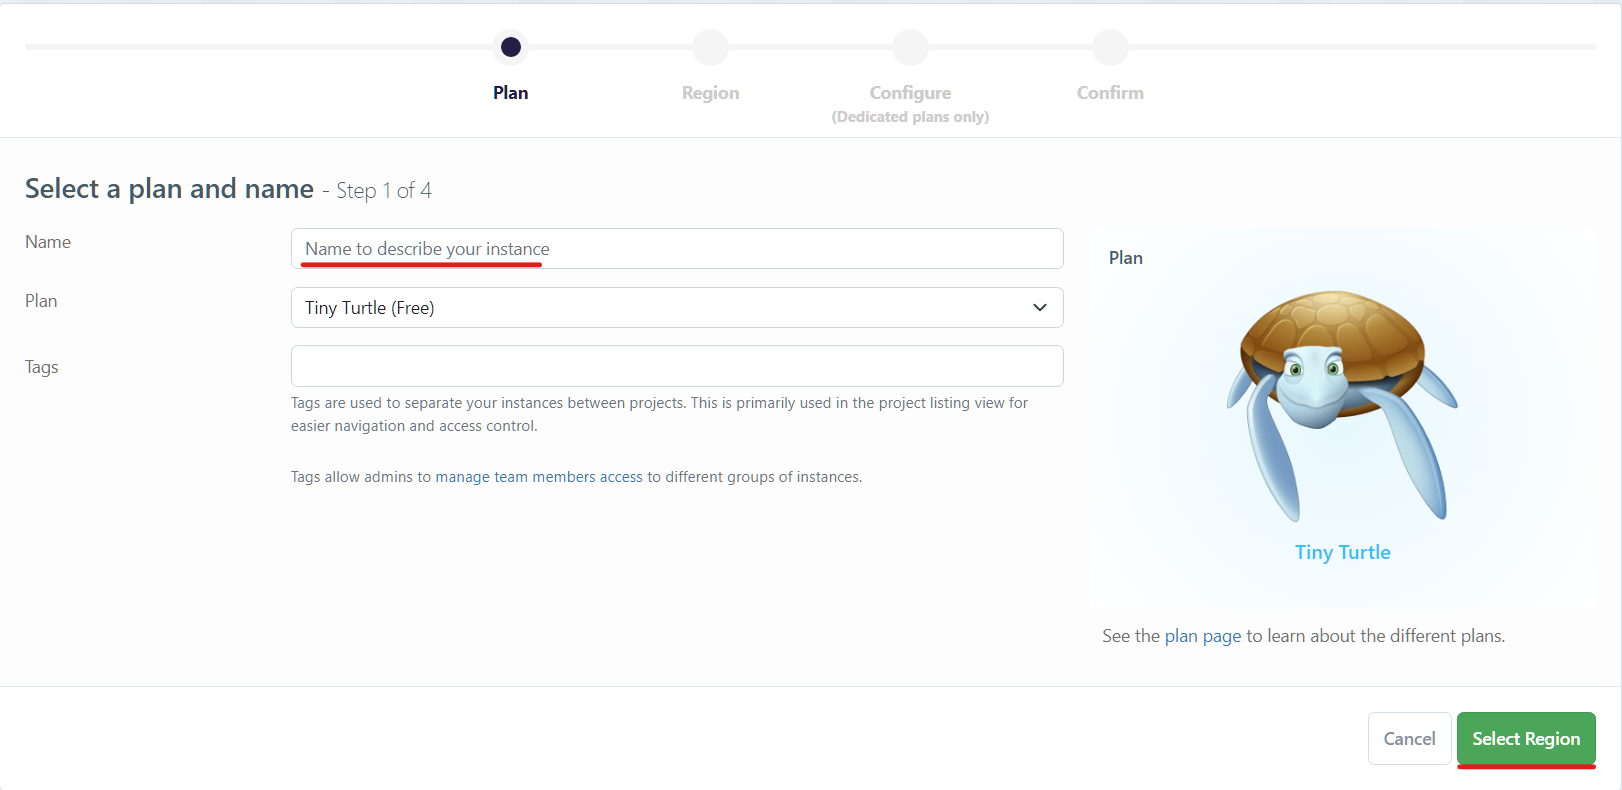 Plan
Region
Configure
(Dedicated plans only)
Confirm
Select a plan and name - Step 1 of 4
Name
Name to describe your instance
Plan
Tiny Turtle (Free)
Tags
Tags are used to separate your instances between projects. This is primarily used in the project listing view for
easier navigation and access control.
Tags allow admins to manage team members access to different groups of instances.
Plan
Tiny Turtle
See the plan page to learn about the different plans.
Cancel
Select Region